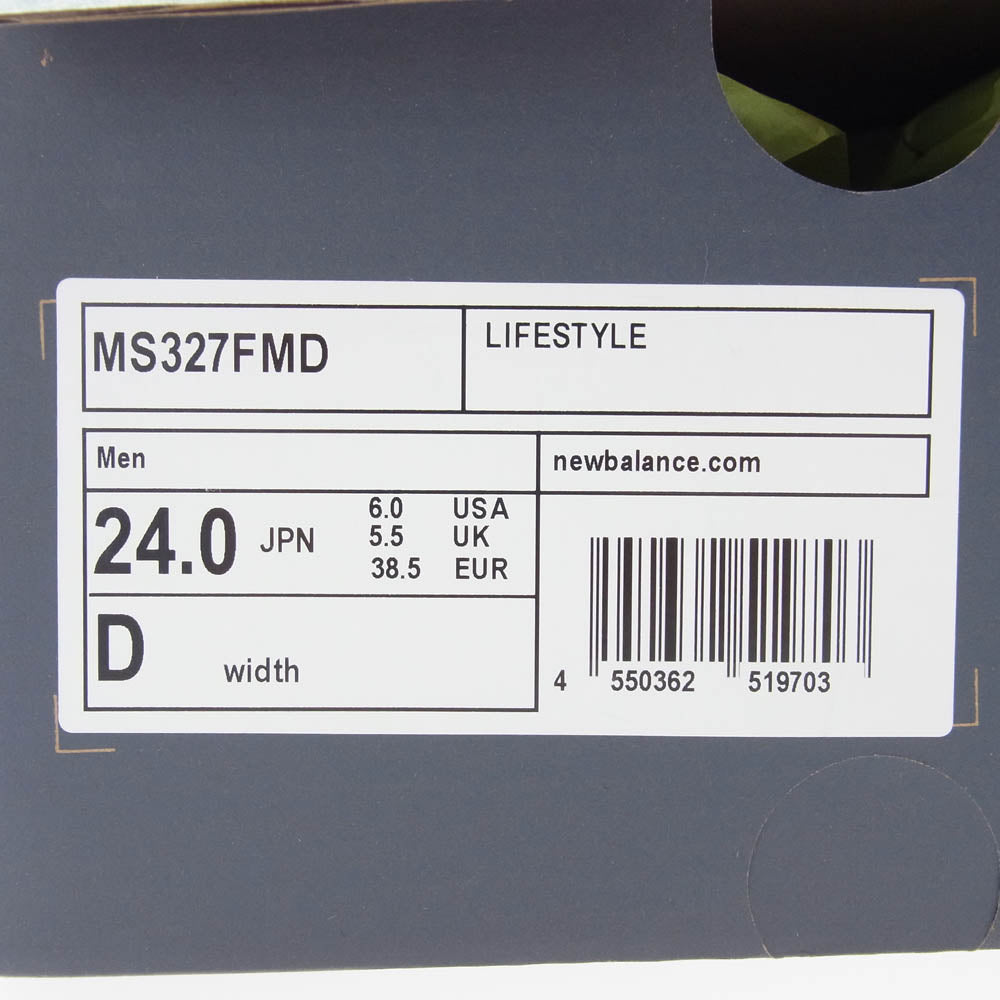 MS327FMD
LIFESTYLE
Men
newbalance.com
24.0 JPN
6.0 USA
5.5 UK
38.5 EUR
D width
4 550362 519703